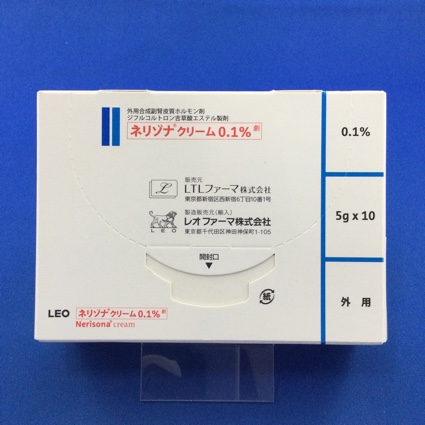 外用合成副腎皮質ホルモン剤
ジフルコルトロン吉草酸エステル製剤
ネリゾナ®クリーム0.1% 劇
0.1%
販売元
LTLファーマ株式会社
東京都新宿区西新宿6丁目10番1号
5g x 10
製造販売元(輸入)
レオ ファーマ株式会社
東京都千代田区神田神保町1-105
LEO
開封口
紙
外 用
LEO
ネリゾナ®クリーム0.1%
Nerisona® cream